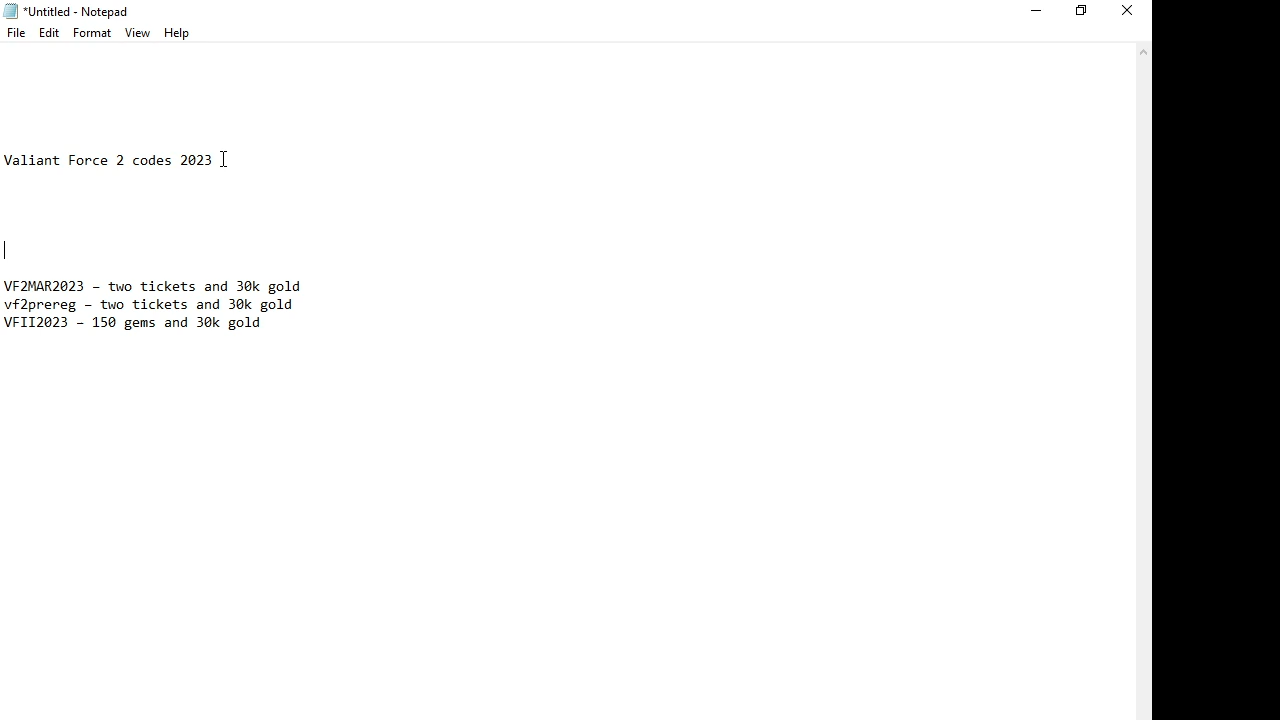 *Untitled - Notepad
File Edit Format View Help
Valiant Force 2 codes 2023
VF2MAR2023 – two tickets and 30k gold
vf2prereg – two tickets and 30k gold
VFII2023 – 150 gems and 30k gold